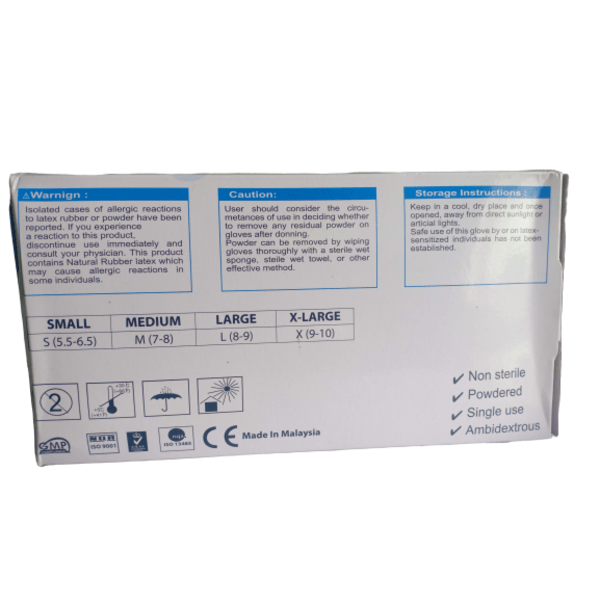 ⚠Warnign :
Isolated cases of allergic reactions
to latex rubber or powder have been
reported. If you experience
a reaction to this product,
discontinue use immediately and
consult your physician. This product
contains Natural Rubber latex which
may cause allergic reactions in
some individuals.
Caution:
User should consider the circu-
metances of use in deciding whether
to remove any residual powder on
gloves after donning.
Powder can be removed by wiping
gloves thoroughly with a sterile wet
sponge, stesile wet towel, or other
effective method.
Storage Instructions :
Keep in a cool, dry place and once
opened, away from direct sunligh or
articial lights.
Safe use of this glove by or on latex-
sensitized individuals has not been
established.
SMALL MEDIUM LARGE X-LARGE
S (5.5-6.5) M (7-8) L (8-9) X (9-10)
2
Non sterile
Powdered
Single use
Ambidextrous
GMP
ISO 9001
ISO 13485
CE Made In Malaysia